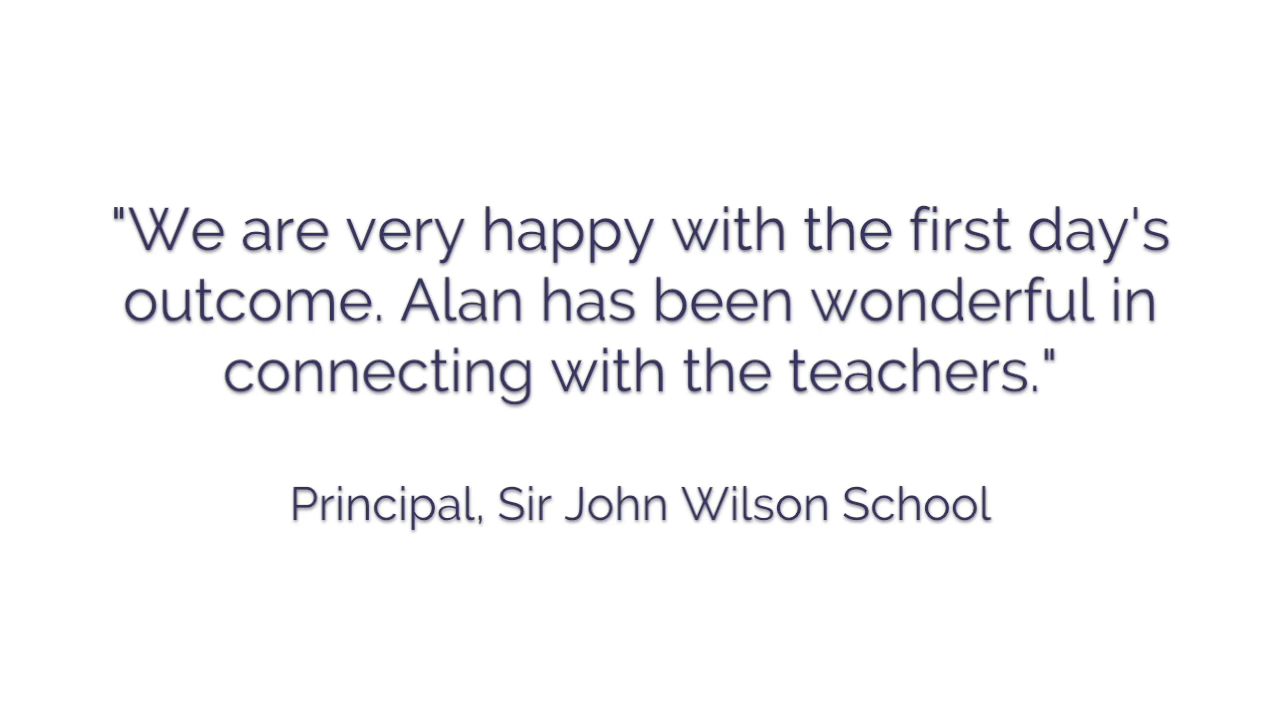 "We are very happy with the first day's
outcome. Alan has been wonderful in
connecting with the teachers."
Principal, Sir John Wilson School